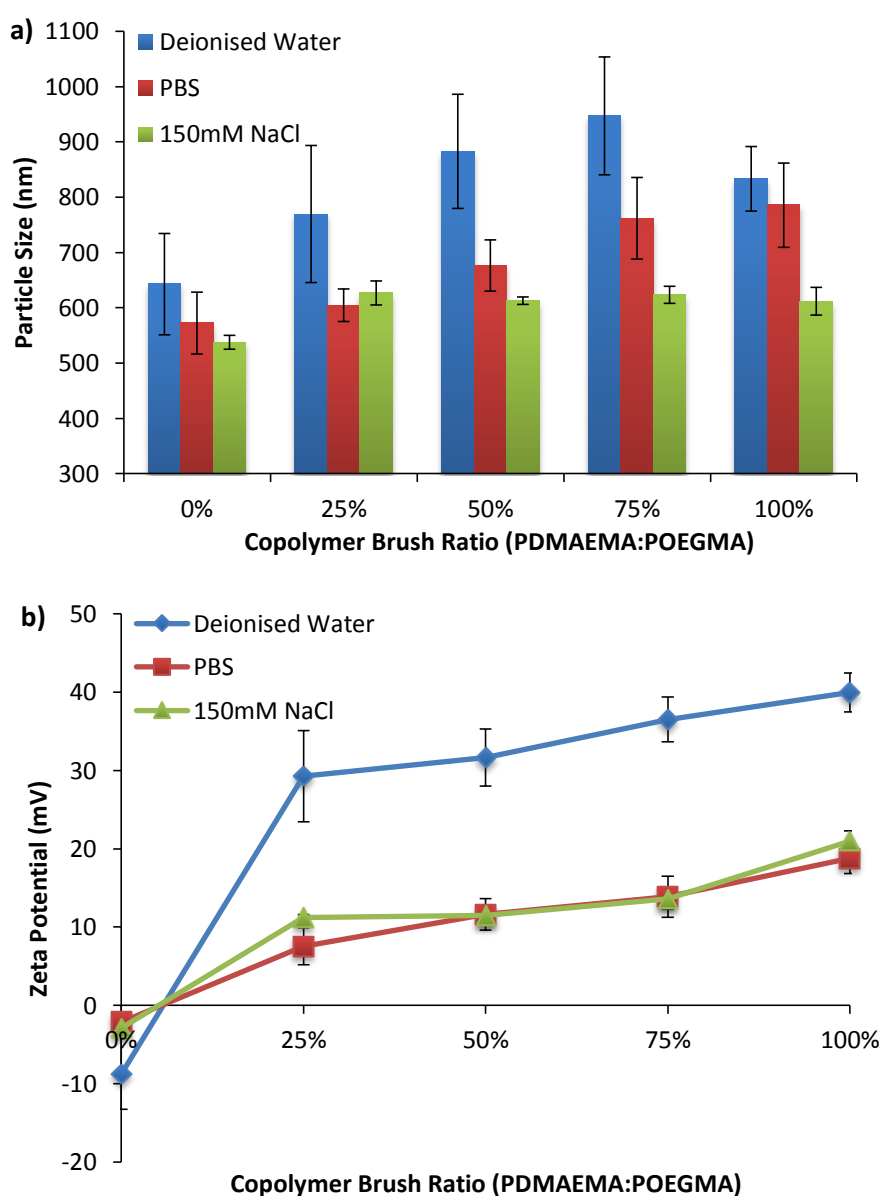 a)
1100
1000
900
800
700
600
500
400
300
Particle Size (nm)
Deionised Water
PBS
150mM NaCl
0% 25% 50% 75% 100%
Copolymer Brush Ratio (PDMAEMA:POEGMA)
b)
50
40
30
20
10
0
-10
-20
Zeta Potential (mV)
Deionised Water
PBS
150mM NaCl
0% 25% 50% 75% 100%
Copolymer Brush Ratio (PDMAEMA:POEGMA)